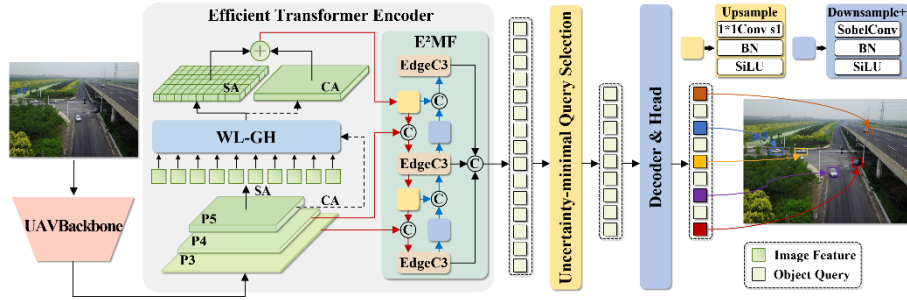 Efficient Transformer Encoder
E²MF
EdgeC3
C
C
EdgeC3
C
C
EdgeC3
C
SA
CA
WL-GH
SA
CA
P5
P4
P3
UAVBackbone
Uncertainty-minimal Query Selection
Decoder & Head
Upsample
1*1Conv s1
BN
SiLU
Downsample+
SobelConv
BN
SiLU
Image Feature
Object Query